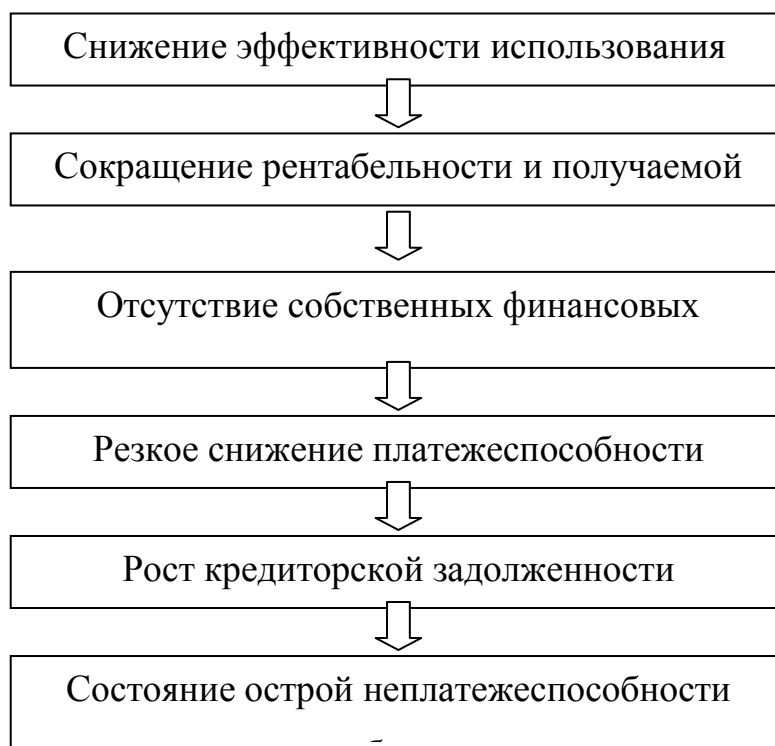 Снижение эффективности использования
Сокращение рентабельности и получаемой
Отсутствие собственных финансовых
Резкое снижение платежеспособности
Рост кредиторской задолженности
Состояние острой неплатежеспособности